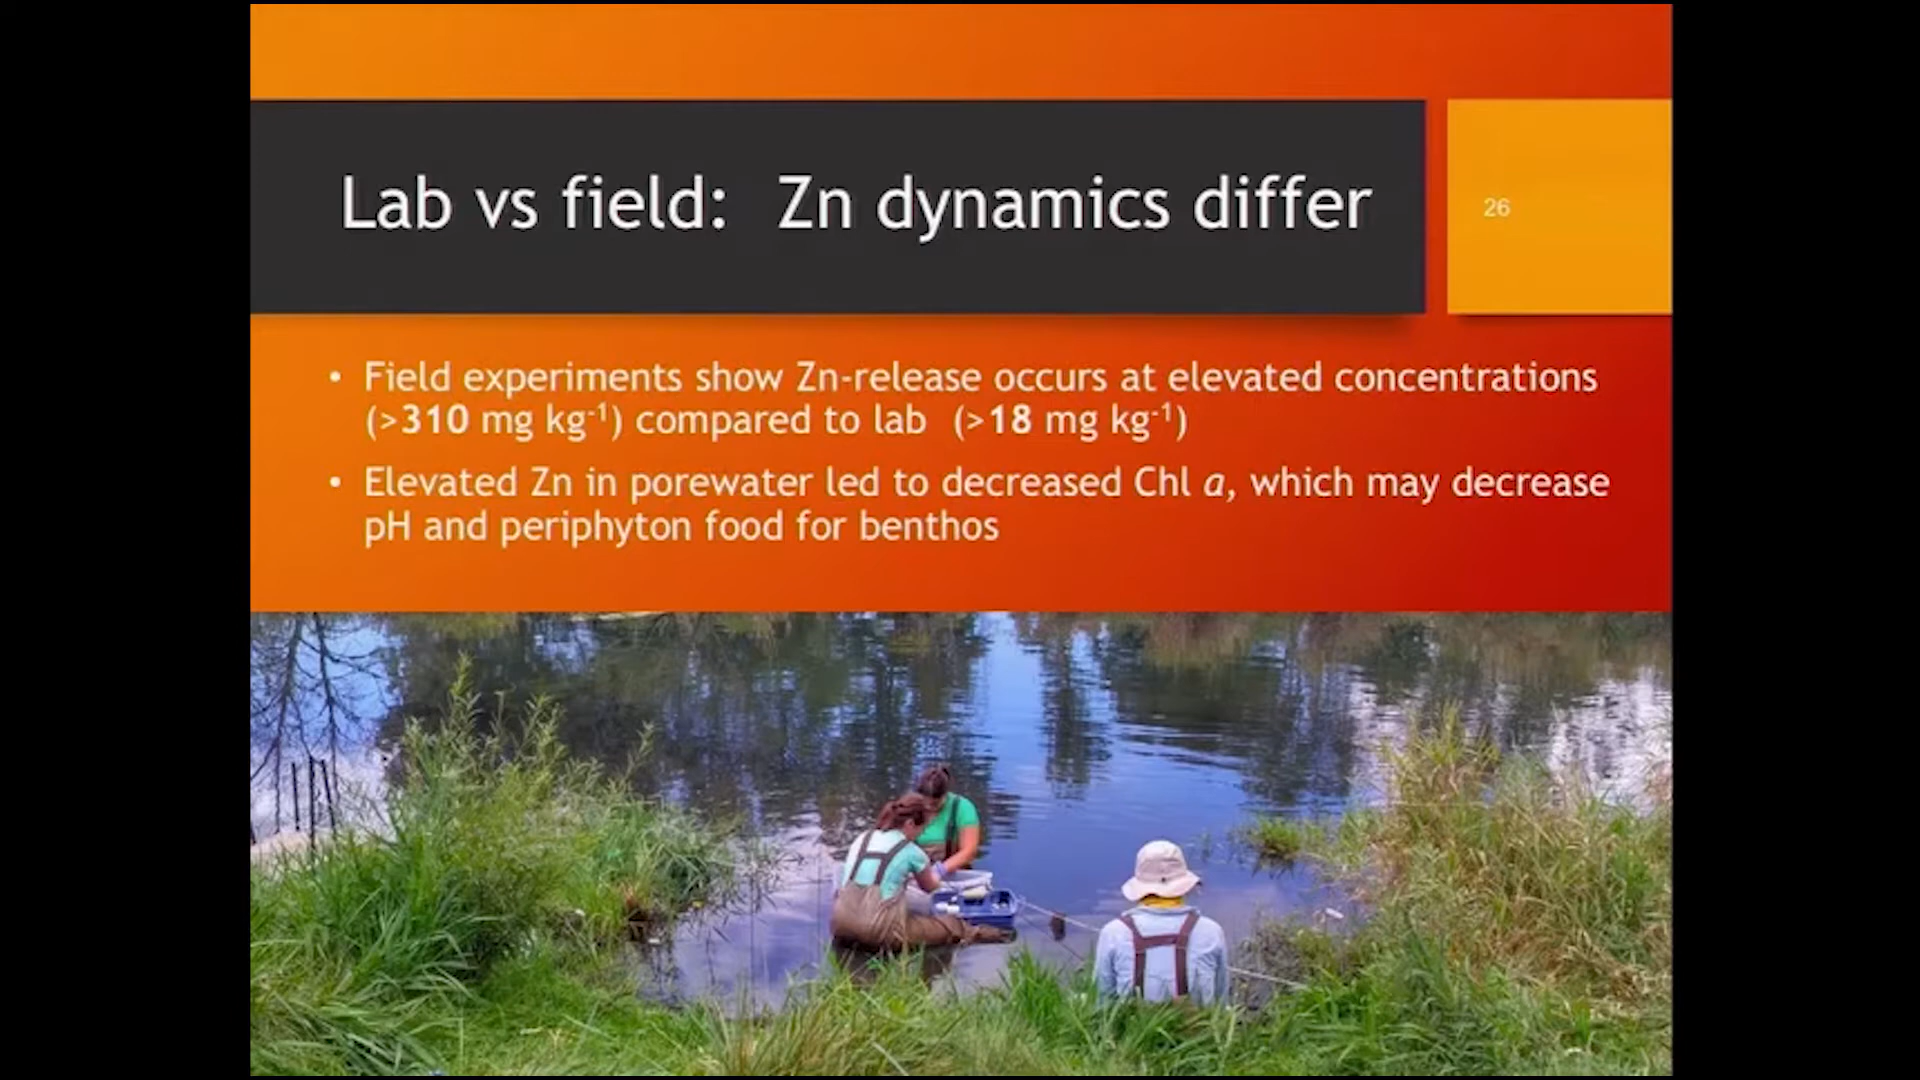 Lab vs field:  Zn dynamics differ
26
• Field experiments show Zn-release occurs at elevated concentrations
(>310 mg kg⁻¹) compared to lab  (>18 mg kg⁻¹)
• Elevated Zn in porewater led to decreased Chl a, which may decrease
pH and periphyton food for benthos